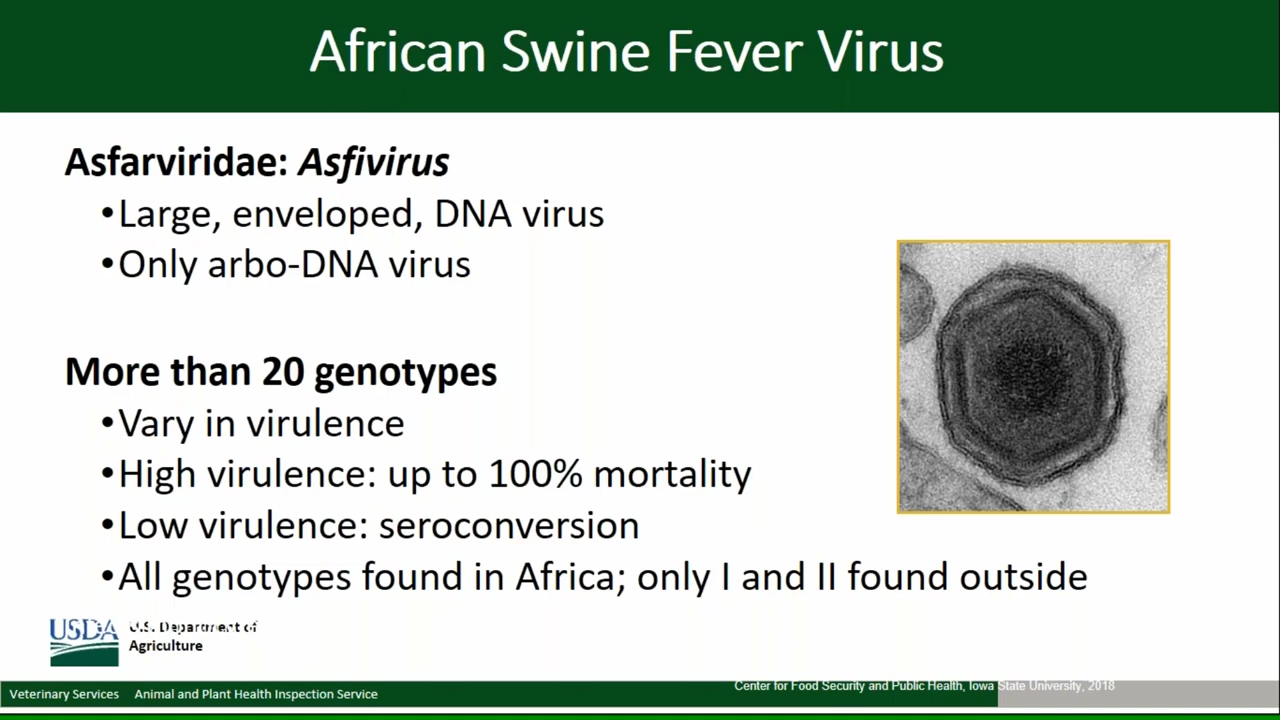 African Swine Fever Virus
Asfarviridae: Asfivirus
•Large, enveloped, DNA virus
•Only arbo-DNA virus
More than 20 genotypes
•Vary in virulence
•High virulence: up to 100% mortality
•Low virulence: seroconversion
•All genotypes found in Africa; only I and II found outside
USDA U.S. Department of
Agriculture
Veterinary Services Animal and Plant Health Inspection Service
Center for Food Security and Public Health, Iowa State University, 2018